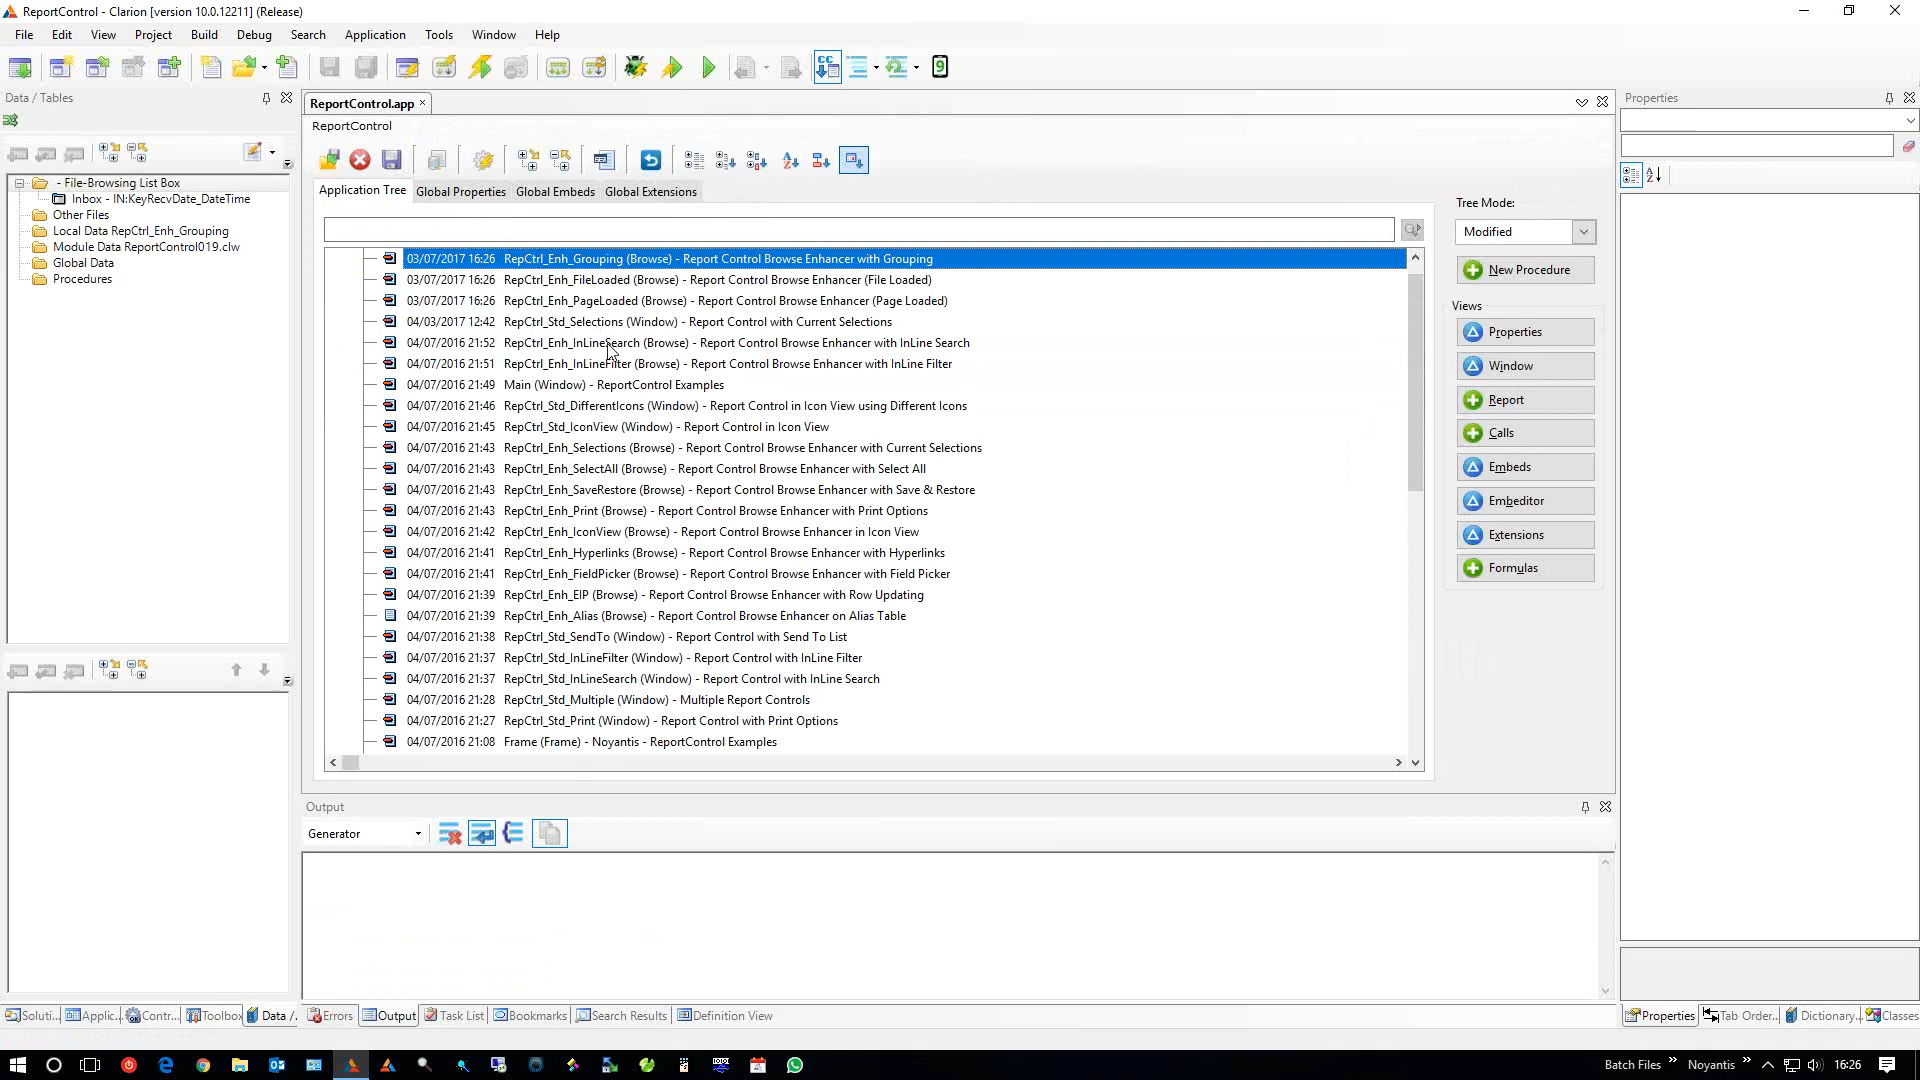 ReportControl - Clarion [version 10.0.12211] (Release)
File Edit View Project Build Debug Search Application Tools Window Help
Data / Tables
ReportControl.app
Properties
ReportControl
Application Tree Global Properties Global Embeds Global Extensions
- File-Browsing List Box
Inbox - IN:KeyRecvDate_DateTime
Other Files
Local Data RepCtrl_Enh_Grouping
Module Data ReportControl019.clw
Global Data
Procedures
Tree Mode:
Modified
New Procedure
Views
Properties
Window
Report
Calls
Embeds
Embeditor
Extensions
Formulas
03/07/2017 16:26 RepCtrl_Enh_Grouping (Browse) - Report Control Browse Enhancer with Grouping
03/07/2017 16:26 RepCtrl_Enh_FileLoaded (Browse) - Report Control Browse Enhancer (File Loaded)
03/07/2017 16:26 RepCtrl_Enh_PageLoaded (Browse) - Report Control Browse Enhancer (Page Loaded)
04/03/2017 12:42 RepCtrl_Std_Selections (Window) - Report Control with Current Selections
04/07/2016 21:52 RepCtrl_Enh_InLineSearch (Browse) - Report Control Browse Enhancer with InLine Search
04/07/2016 21:51 RepCtrl_Enh_InLineFilter (Browse) - Report Control Browse Enhancer with InLine Filter
04/07/2016 21:49 Main (Window) - ReportControl Examples
04/07/2016 21:46 RepCtrl_Std_DifferentIcons (Window) - Report Control in Icon View using Different Icons
04/07/2016 21:45 RepCtrl_Std_IconView (Window) - Report Control in Icon View
04/07/2016 21:43 RepCtrl_Enh_Selections (Browse) - Report Control Browse Enhancer with Current Selections
04/07/2016 21:43 RepCtrl_Enh_SelectAll (Browse) - Report Control Browse Enhancer with Select All
04/07/2016 21:43 RepCtrl_Enh_SaveRestore (Browse) - Report Control Browse Enhancer with Save & Restore
04/07/2016 21:43 RepCtrl_Enh_Print (Browse) - Report Control Browse Enhancer with Print Options
04/07/2016 21:42 RepCtrl_Enh_IconView (Browse) - Report Control Browse Enhancer in Icon View
04/07/2016 21:41 RepCtrl_Enh_Hyperlinks (Browse) - Report Control Browse Enhancer with Hyperlinks
04/07/2016 21:41 RepCtrl_Enh_FieldPicker (Browse) - Report Control Browse Enhancer with Field Picker
04/07/2016 21:39 RepCtrl_Enh_EIP (Browse) - Report Control Browse Enhancer with Row Updating
04/07/2016 21:39 RepCtrl_Enh_Alias (Browse) - Report Control Browse Enhancer on Alias Table
04/07/2016 21:38 RepCtrl_Std_SendTo (Window) - Report Control with Send To List
04/07/2016 21:37 RepCtrl_Std_InLineFilter (Window) - Report Control with InLine Filter
04/07/2016 21:37 RepCtrl_Std_InLineSearch (Window) - Report Control with InLine Search
04/07/2016 21:28 RepCtrl_Std_Multiple (Window) - Multiple Report Controls
04/07/2016 21:27 RepCtrl_Std_Print (Window) - Report Control with Print Options
04/07/2016 21:08 Frame (Frame) - Noyantis - ReportControl Examples
Output
Generator
Soluti... Applic... Contr... Toolbox Data /. Errors Output Task List Bookmarks Search Results Definition View Properties Tab Order.. Dictionary.. Classes
Batch Files Noyantis 16:26